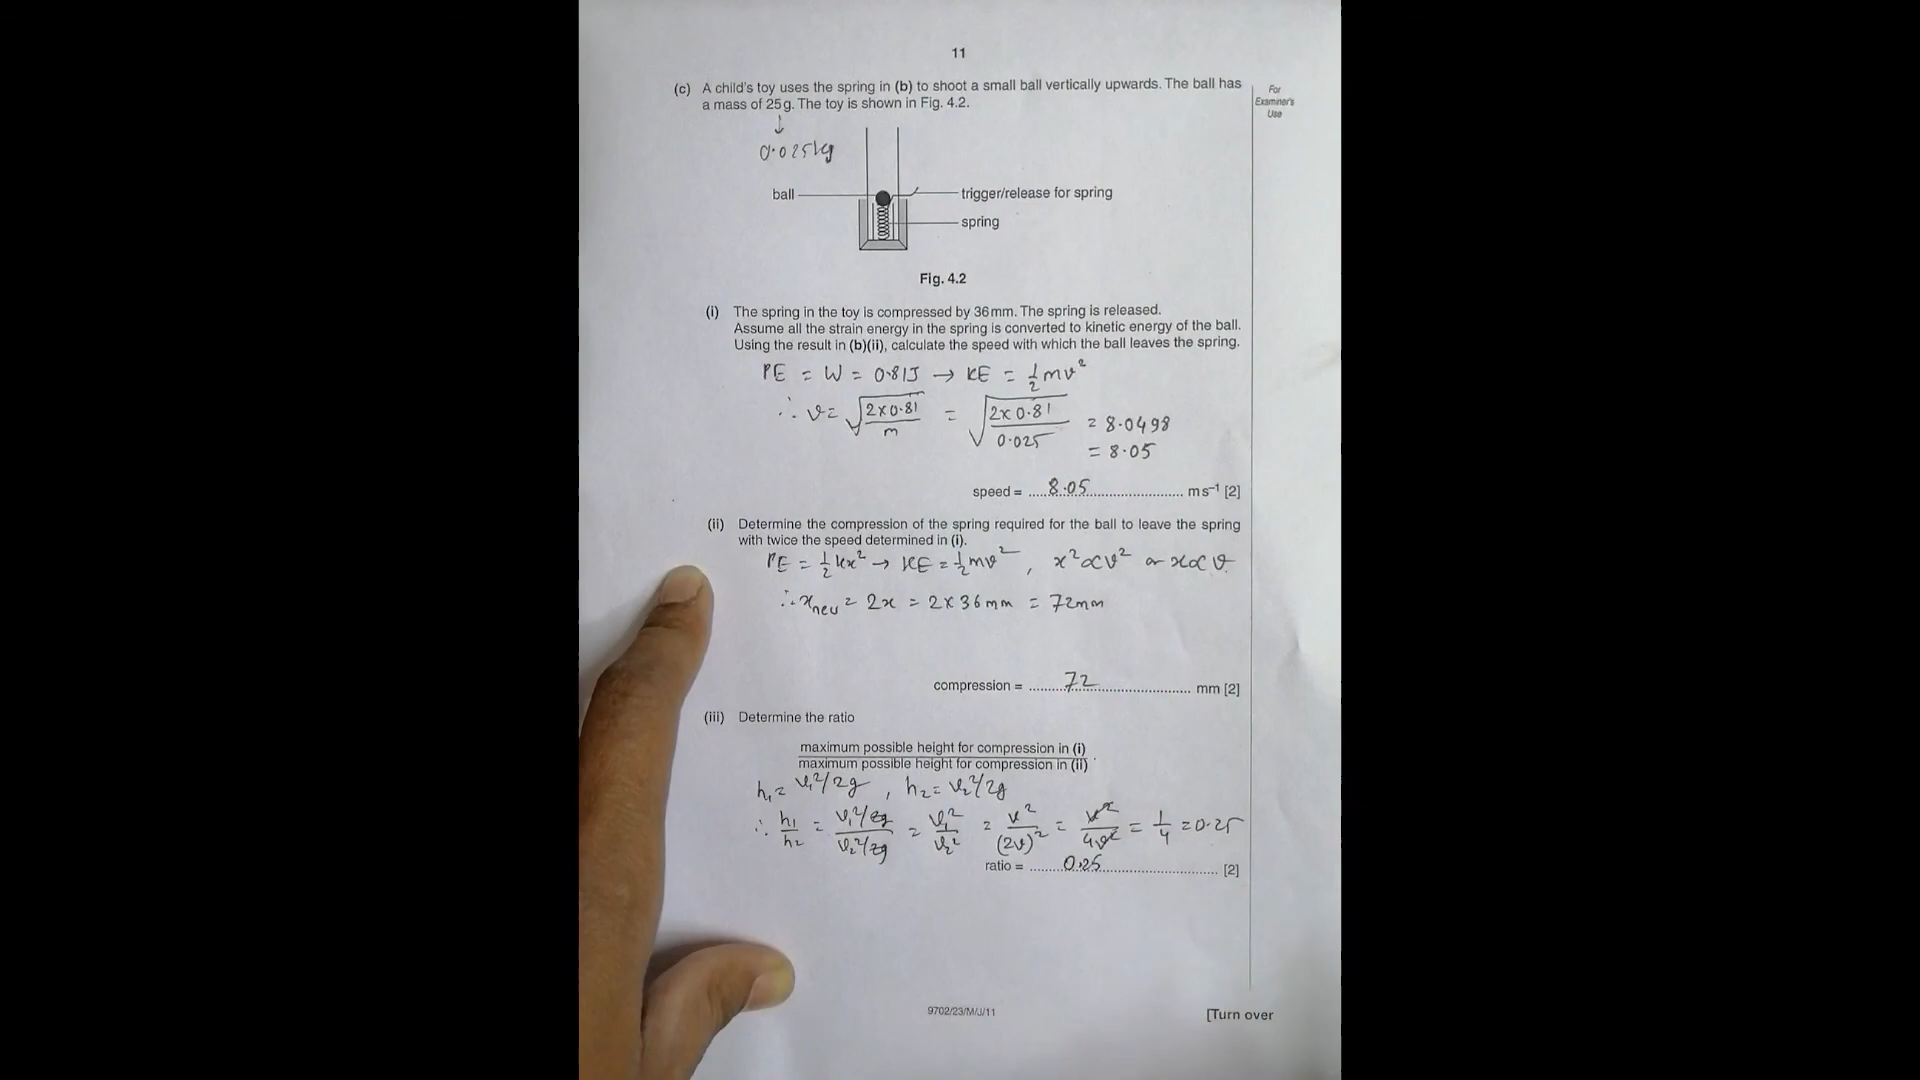 11
(c) A child's toy uses the spring in (b) to shoot a small ball vertically upwards. The ball has
a mass of 25g. The toy is shown in Fig. 4.2.
For
Examiner's
Use
↓
0.025kg
ball
trigger/release for spring
spring
Fig. 4.2
(i) The spring in the toy is compressed by 36mm. The spring is released.
Assume all the strain energy in the spring is converted to kinetic energy of the ball.
Using the result in (b)(ii), calculate the speed with which the ball leaves the spring.
PE = W = 0.81J → KE = 1/2 mv²
∴ v = √(2×0.81/m) = √(2×0.81/0.025) = 8.0498
= 8.05
speed = .....8.05........................ ms⁻¹ [2]
(ii) Determine the compression of the spring required for the ball to leave the spring
with twice the speed determined in (i).
PE = 1/2 kx² → KE = 1/2 mv² , x² ∝ v² or x ∝ v
∴ xnew = 2x = 2×36mm = 72mm
compression = ........72........................ mm [2]
(iii) Determine the ratio
maximum possible height for compression in (i)
maximum possible height for compression in (ii) .
h₁ = v₁²/2g , h₂ = v₂²/2g
∴ h₁/h₂ = (v₁²/2g)/(v₂²/2g) = v₁²/v₂² = v²/(2v)² = v²/4v² = 1/4 = 0.25
ratio = ........0.25........................ [2]
9702/23/M/J/11
[Turn over